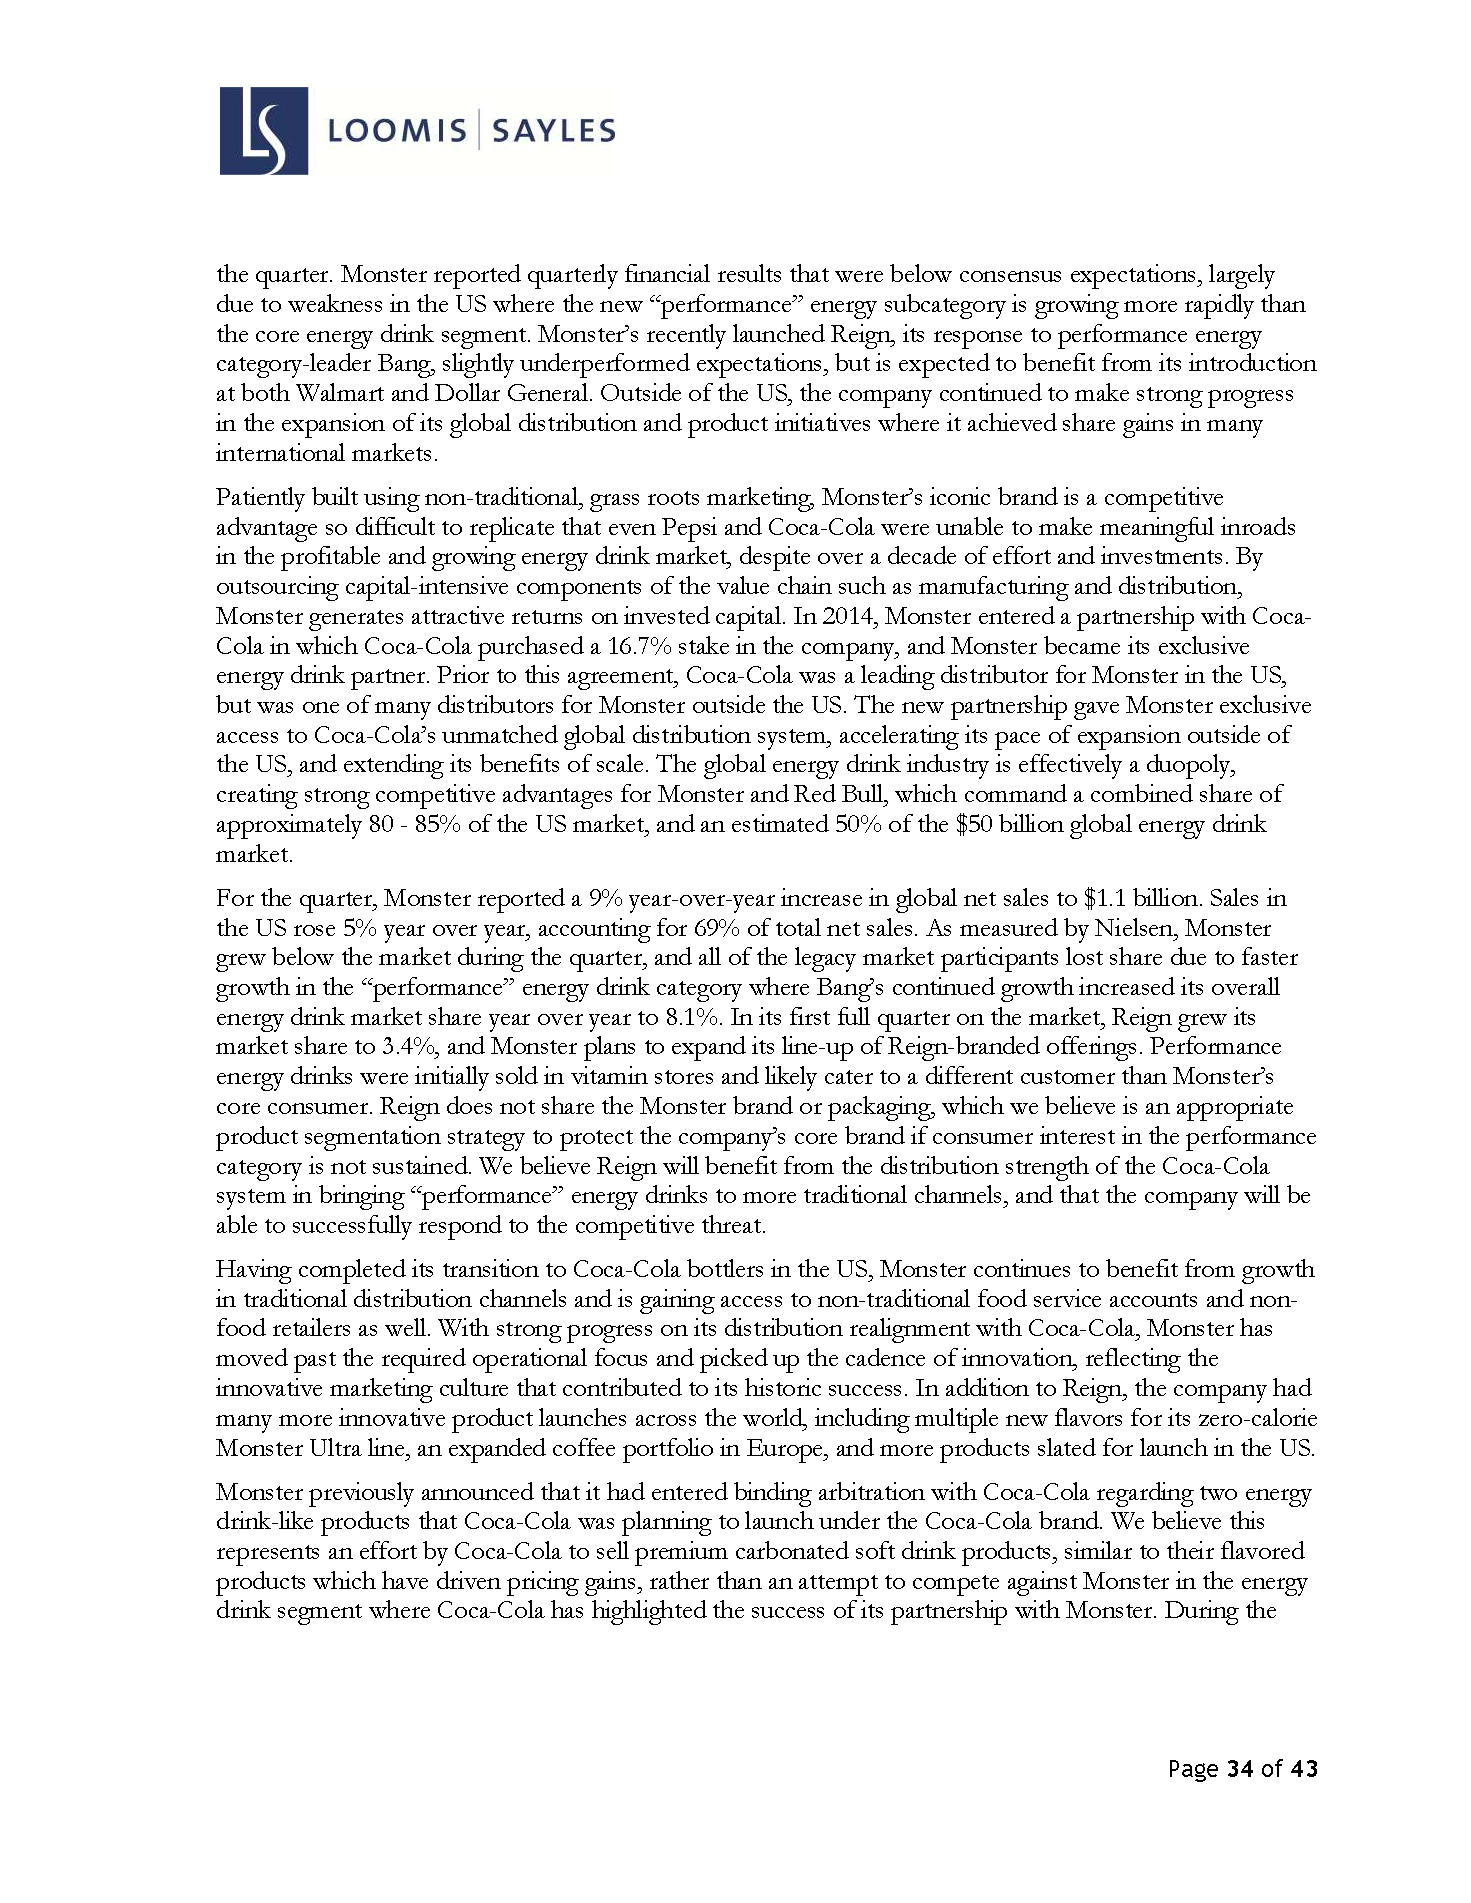 LS LOOMIS | SAYLES
the quarter. Monster reported quarterly financial results that were below consensus expectations, largely
due to weakness in the US where the new “performance” energy subcategory is growing more rapidly than
the core energy drink segment. Monster’s recently launched Reign, its response to performance energy
category-leader Bang, slightly underperformed expectations, but is expected to benefit from its introduction
at both Walmart and Dollar General. Outside of the US, the company continued to make strong progress
in the expansion of its global distribution and product initiatives where it achieved share gains in many
international markets.
Patiently built using non-traditional, grass roots marketing, Monster’s iconic brand is a competitive
advantage so difficult to replicate that even Pepsi and Coca-Cola were unable to make meaningful inroads
in the profitable and growing energy drink market, despite over a decade of effort and investments. By
outsourcing capital-intensive components of the value chain such as manufacturing and distribution,
Monster generates attractive returns on invested capital. In 2014, Monster entered a partnership with Coca-
Cola in which Coca-Cola purchased a 16.7% stake in the company, and Monster became its exclusive
energy drink partner. Prior to this agreement, Coca-Cola was a leading distributor for Monster in the US,
but was one of many distributors for Monster outside the US. The new partnership gave Monster exclusive
access to Coca-Cola’s unmatched global distribution system, accelerating its pace of expansion outside of
the US, and extending its benefits of scale. The global energy drink industry is effectively a duopoly,
creating strong competitive advantages for Monster and Red Bull, which command a combined share of
approximately 80 - 85% of the US market, and an estimated 50% of the $50 billion global energy drink
market.
For the quarter, Monster reported a 9% year-over-year increase in global net sales to $1.1 billion. Sales in
the US rose 5% year over year, accounting for 69% of total net sales. As measured by Nielsen, Monster
grew below the market during the quarter, and all of the legacy market participants lost share due to faster
growth in the “performance” energy drink category where Bang’s continued growth increased its overall
energy drink market share year over year to 8.1%. In its first full quarter on the market, Reign grew its
market share to 3.4%, and Monster plans to expand its line-up of Reign-branded offerings. Performance
energy drinks were initially sold in vitamin stores and likely cater to a different customer than Monster’s
core consumer. Reign does not share the Monster brand or packaging, which we believe is an appropriate
product segmentation strategy to protect the company’s core brand if consumer interest in the performance
category is not sustained. We believe Reign will benefit from the distribution strength of the Coca-Cola
system in bringing “performance” energy drinks to more traditional channels, and that the company will be
able to successfully respond to the competitive threat.
Having completed its transition to Coca-Cola bottlers in the US, Monster continues to benefit from growth
in traditional distribution channels and is gaining access to non-traditional food service accounts and non-
food retailers as well. With strong progress on its distribution realignment with Coca-Cola, Monster has
moved past the required operational focus and picked up the cadence of innovation, reflecting the
innovative marketing culture that contributed to its historic success. In addition to Reign, the company had
many more innovative product launches across the world, including multiple new flavors for its zero-calorie
Monster Ultra line, an expanded coffee portfolio in Europe, and more products slated for launch in the US.
Monster previously announced that it had entered binding arbitration with Coca-Cola regarding two energy
drink-like products that Coca-Cola was planning to launch under the Coca-Cola brand. We believe this
represents an effort by Coca-Cola to sell premium carbonated soft drink products, similar to their flavored
products which have driven pricing gains, rather than an attempt to compete against Monster in the energy
drink segment where Coca-Cola has highlighted the success of its partnership with Monster. During the
Page 34 of 43